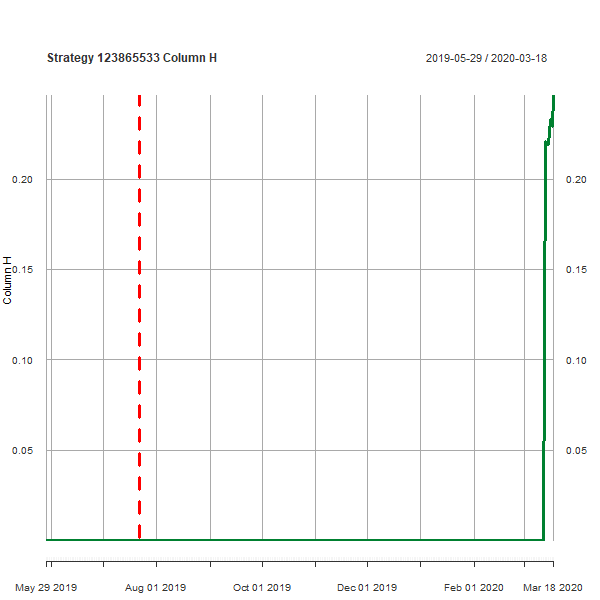 Strategy 123865533 Column H
2019-05-29 / 2020-03-18
0.20
0.20
0.15
0.15
Column H
0.10
0.10
0.05
0.05
May 29 2019
Aug 01 2019
Oct 01 2019
Dec 01 2019
Feb 01 2020
Mar 18 2020